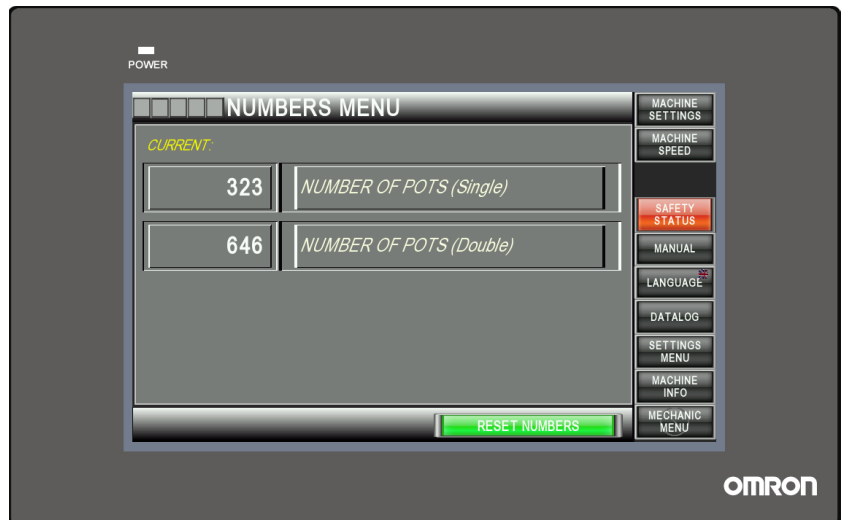 POWER
NUMBERS MENU
CURRENT:
323 NUMBER OF POTS (Single)
646 NUMBER OF POTS (Double)
RESET NUMBERS
MACHINE
SETTINGS
MACHINE
SPEED
SAFETY
STATUS
MANUAL
LANGUAGE
DATALOG
SETTINGS
MENU
MACHINE
INFO
MECHANIC
MENU
OMRON